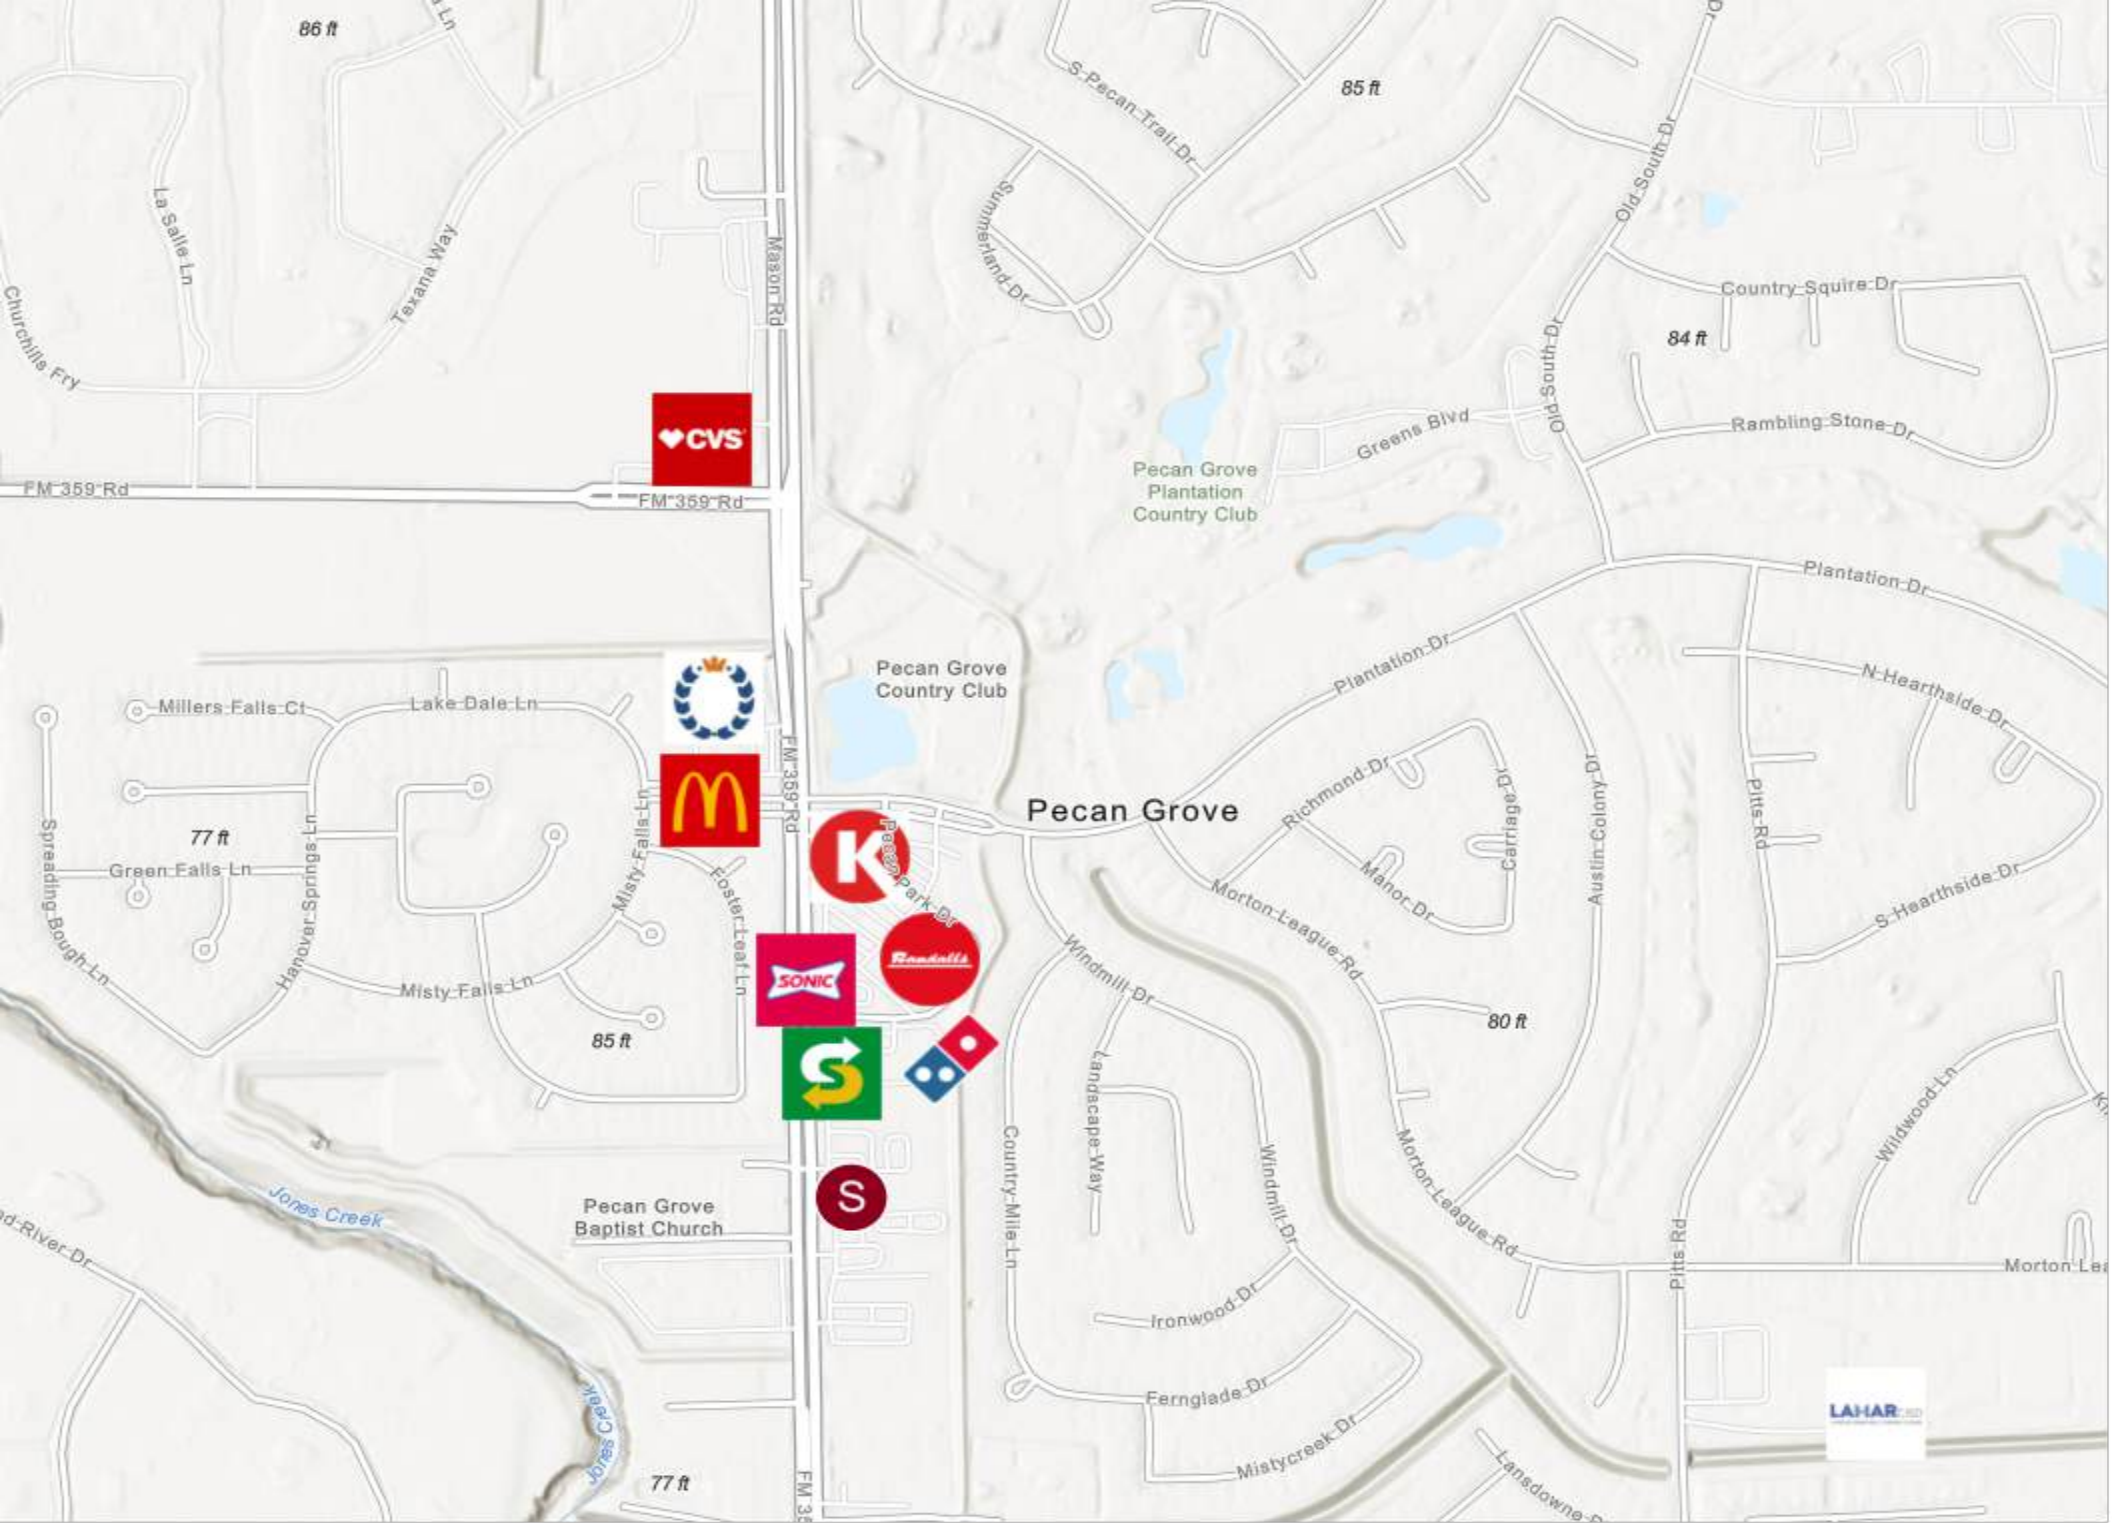 86 ft
Ln
Dr
85 ft
S Pecan Trail Dr
La Salle Ln
Texana Way
Mason Rd
Summerland Dr
Old South Dr
Churchills Fry
Country Squire Dr
84 ft
Old South Dr
CVS
Greens Blvd
Rambling Stone Dr
FM 359 Rd
FM 359 Rd
Pecan Grove
Plantation
Country Club
Plantation Dr
Pecan Grove
Country Club
Plantation Dr
N Hearthside Dr
Millers Falls Ct
Lake Dale Ln
FM 359 Rd
Richmond Dr
Carriage Dr
Austin Colony Dr
Pitts Rd
Pecan Grove
77 ft
Spreading Bough Ln
Green Falls Ln
Hanover Springs Ln
Misty Falls Ln
Foster Leaf Ln
K
Pecan Park Dr
Manor Dr
Morton League Rd
S Hearthside Dr
Randalls
SONIC
Misty Falls Ln
Windmill Dr
85 ft
80 ft
S
Landscape Way
Wildwood Ln
Country Mile Ln
Windmill Dr
Morton League Rd
Jones Creek
Pecan Grove
Baptist Church
S
Pitts Rd
Morton Lea
od River Dr
Ironwood Dr
Fernglade Dr
LAHAR
Jones Creek
Mistycreek Dr
Lansdowne D
77 ft
FM 35